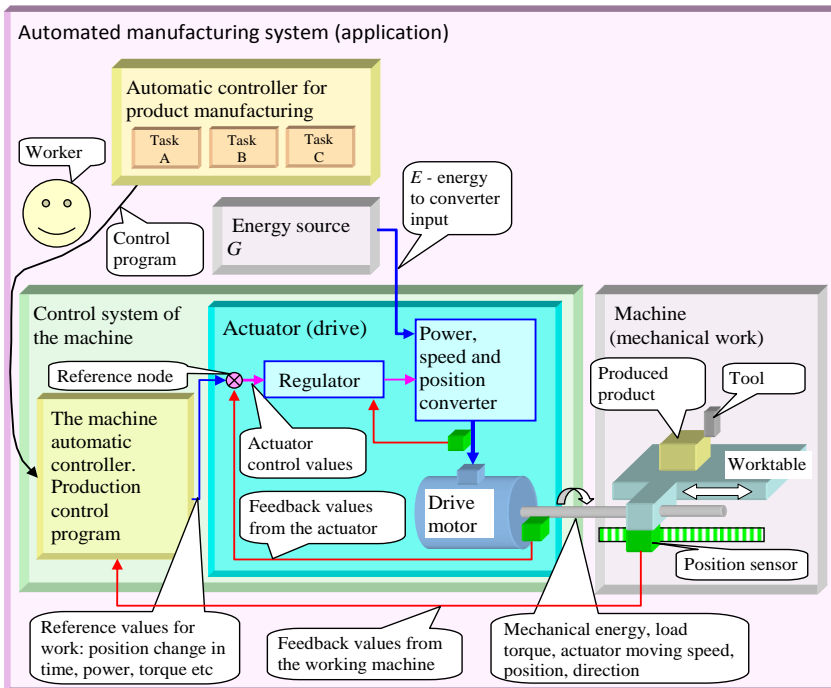 Automated manufacturing system (application)
Automatic controller for
product manufacturing
Task
A
Task
B
Task
C
Worker
E - energy
to converter
input
Control
program
Energy source
G
Control system of
the machine
Actuator (drive)
Power,
speed and
position
converter
Machine
(mechanical work)
Reference node
Regulator
Produced
product
Tool
The machine
automatic
controller.
Production
control
program
Actuator
control values
Worktable
Feedback values
from the actuator
Drive
motor
Position sensor
Reference values for
work: position change in
time, power, torque etc
Feedback values from
the working machine
Mechanical energy, load
torque, actuator moving speed,
position, direction